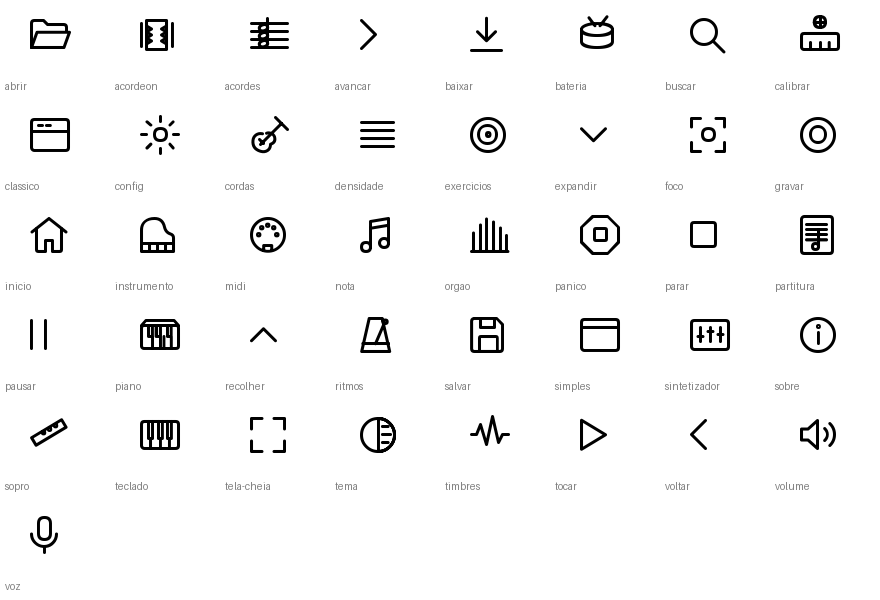 abrir acordeon acordes avancar baixar bateria buscar calibrar
classico config cordas densidade exercicios expandir foco gravar
inicio instrumento midi nota orgao panico parar partitura
pausar piano recolher ritmos salvar simples sintetizador sobre
sopro teclado tela-cheia tema timbres tocar voltar volume
voz